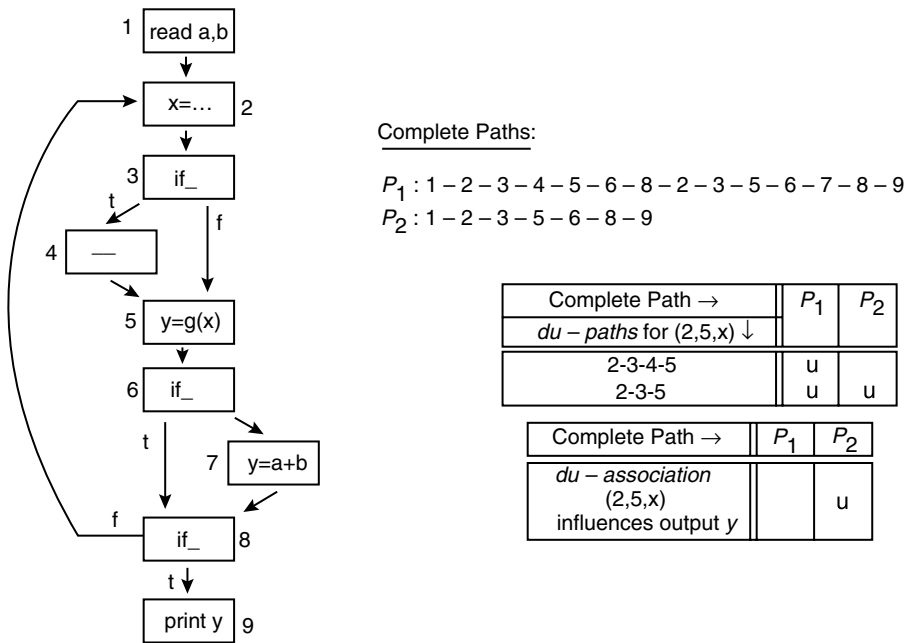 1
read a,b
x=...
2
3
if_
t
f
4
—
5
y=g(x)
6
if_
t
7
y=a+b
f
if_
8
t
print y
9
Complete Paths:
P1 : 1 – 2 – 3 – 4 – 5 – 6 – 8 – 2 – 3 – 5 – 6 – 7 – 8 – 9
P2 : 1 – 2 – 3 – 5 – 6 – 8 – 9
Complete Path → P1 P2
du – paths for (2,5,x) ↓
2-3-4-5 u
2-3-5 u u
Complete Path → P1 P2
du – association
(2,5,x) u
influences output y